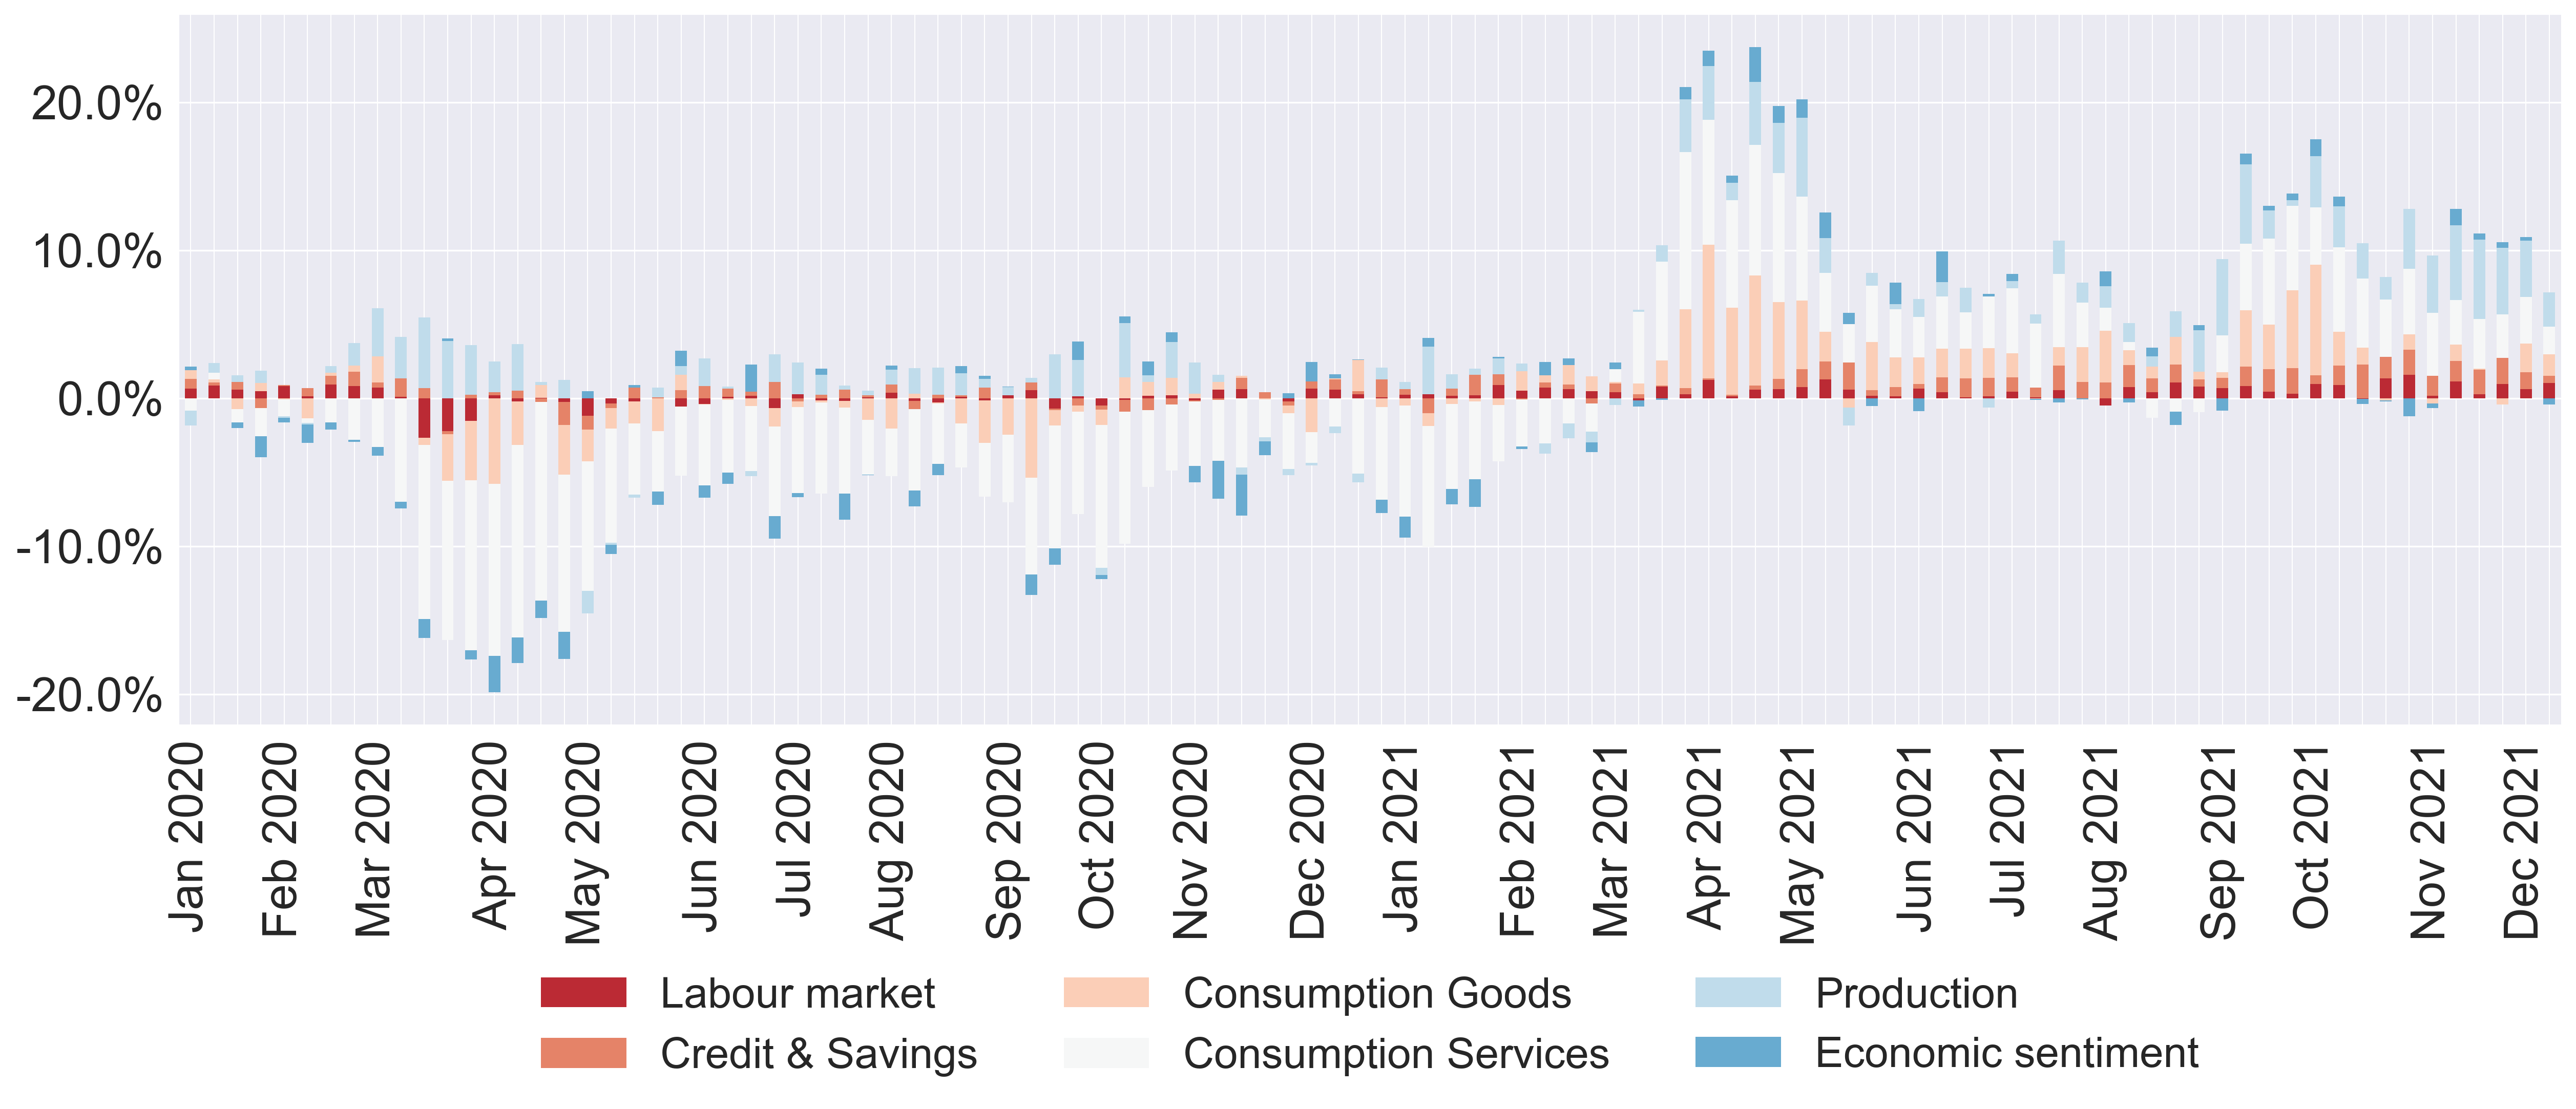 20.0%
10.0%
0.0%
-10.0%
-20.0%
Jan 2020
Feb 2020
Mar 2020
Apr 2020
May 2020
Jun 2020
Jul 2020
Aug 2020
Sep 2020
Oct 2020
Nov 2020
Dec 2020
Jan 2021
Feb 2021
Mar 2021
Apr 2021
May 2021
Jun 2021
Jul 2021
Aug 2021
Sep 2021
Oct 2021
Nov 2021
Dec 2021
Labour market
Consumption Goods
Production
Credit & Savings
Consumption Services
Economic sentiment